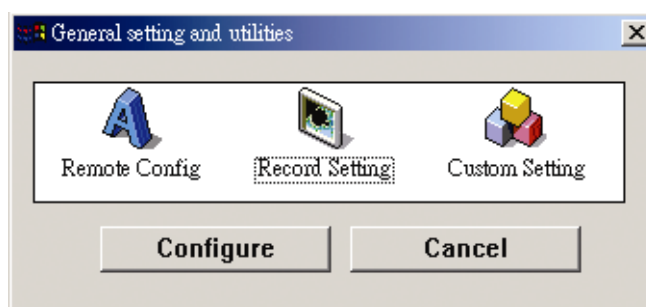 General setting and utilities
Remote Config Record Setting Custom Setting
Configure Cancel